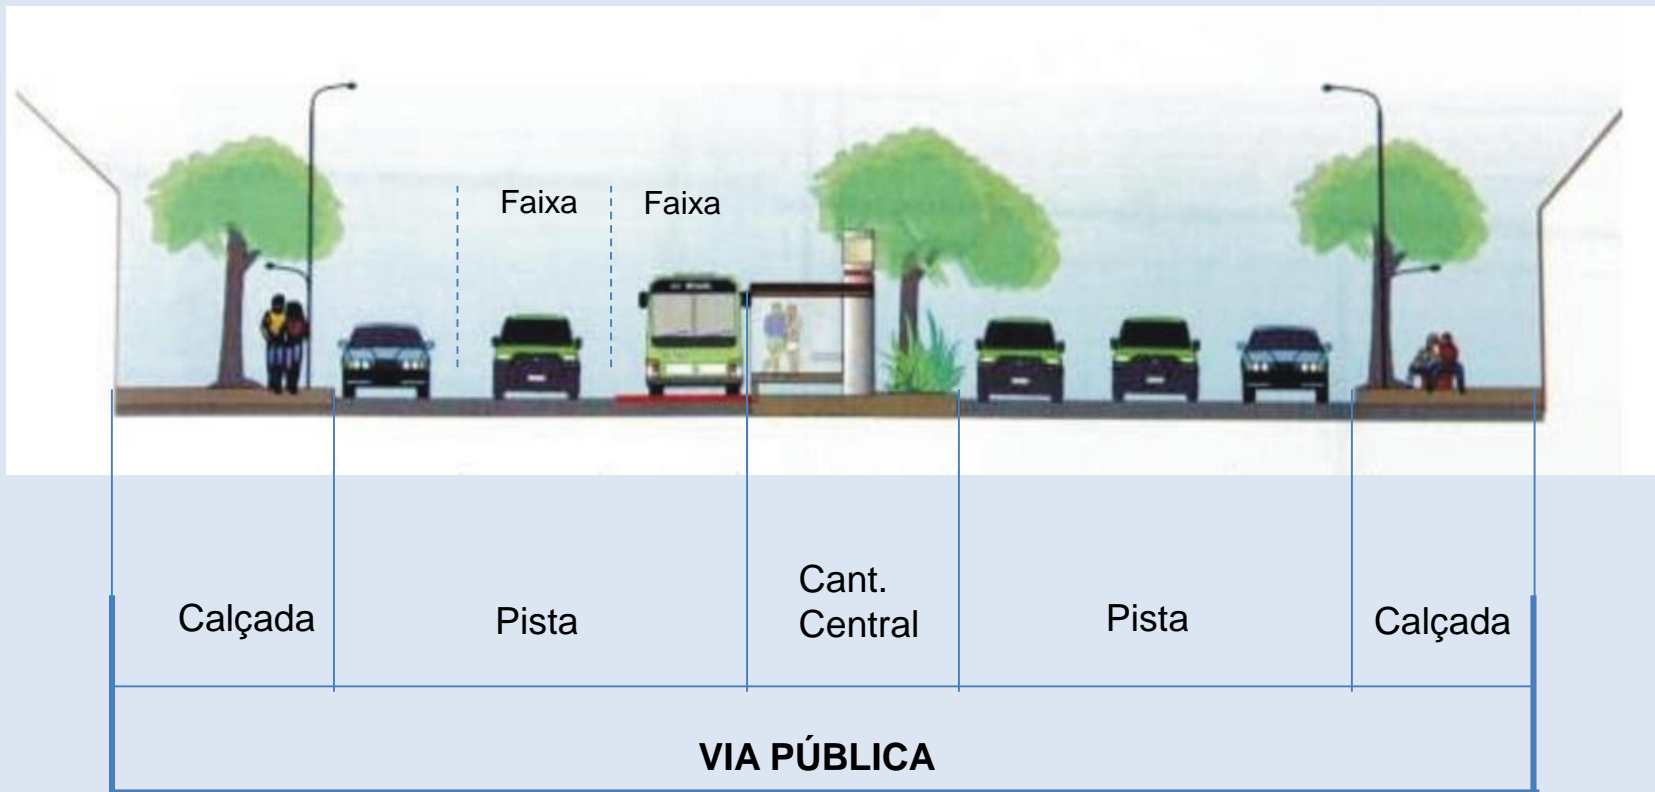 Faixa
Faixa
Calçada
Pista
Cant.
Central
Pista
Calçada
VIA PÚBLICA